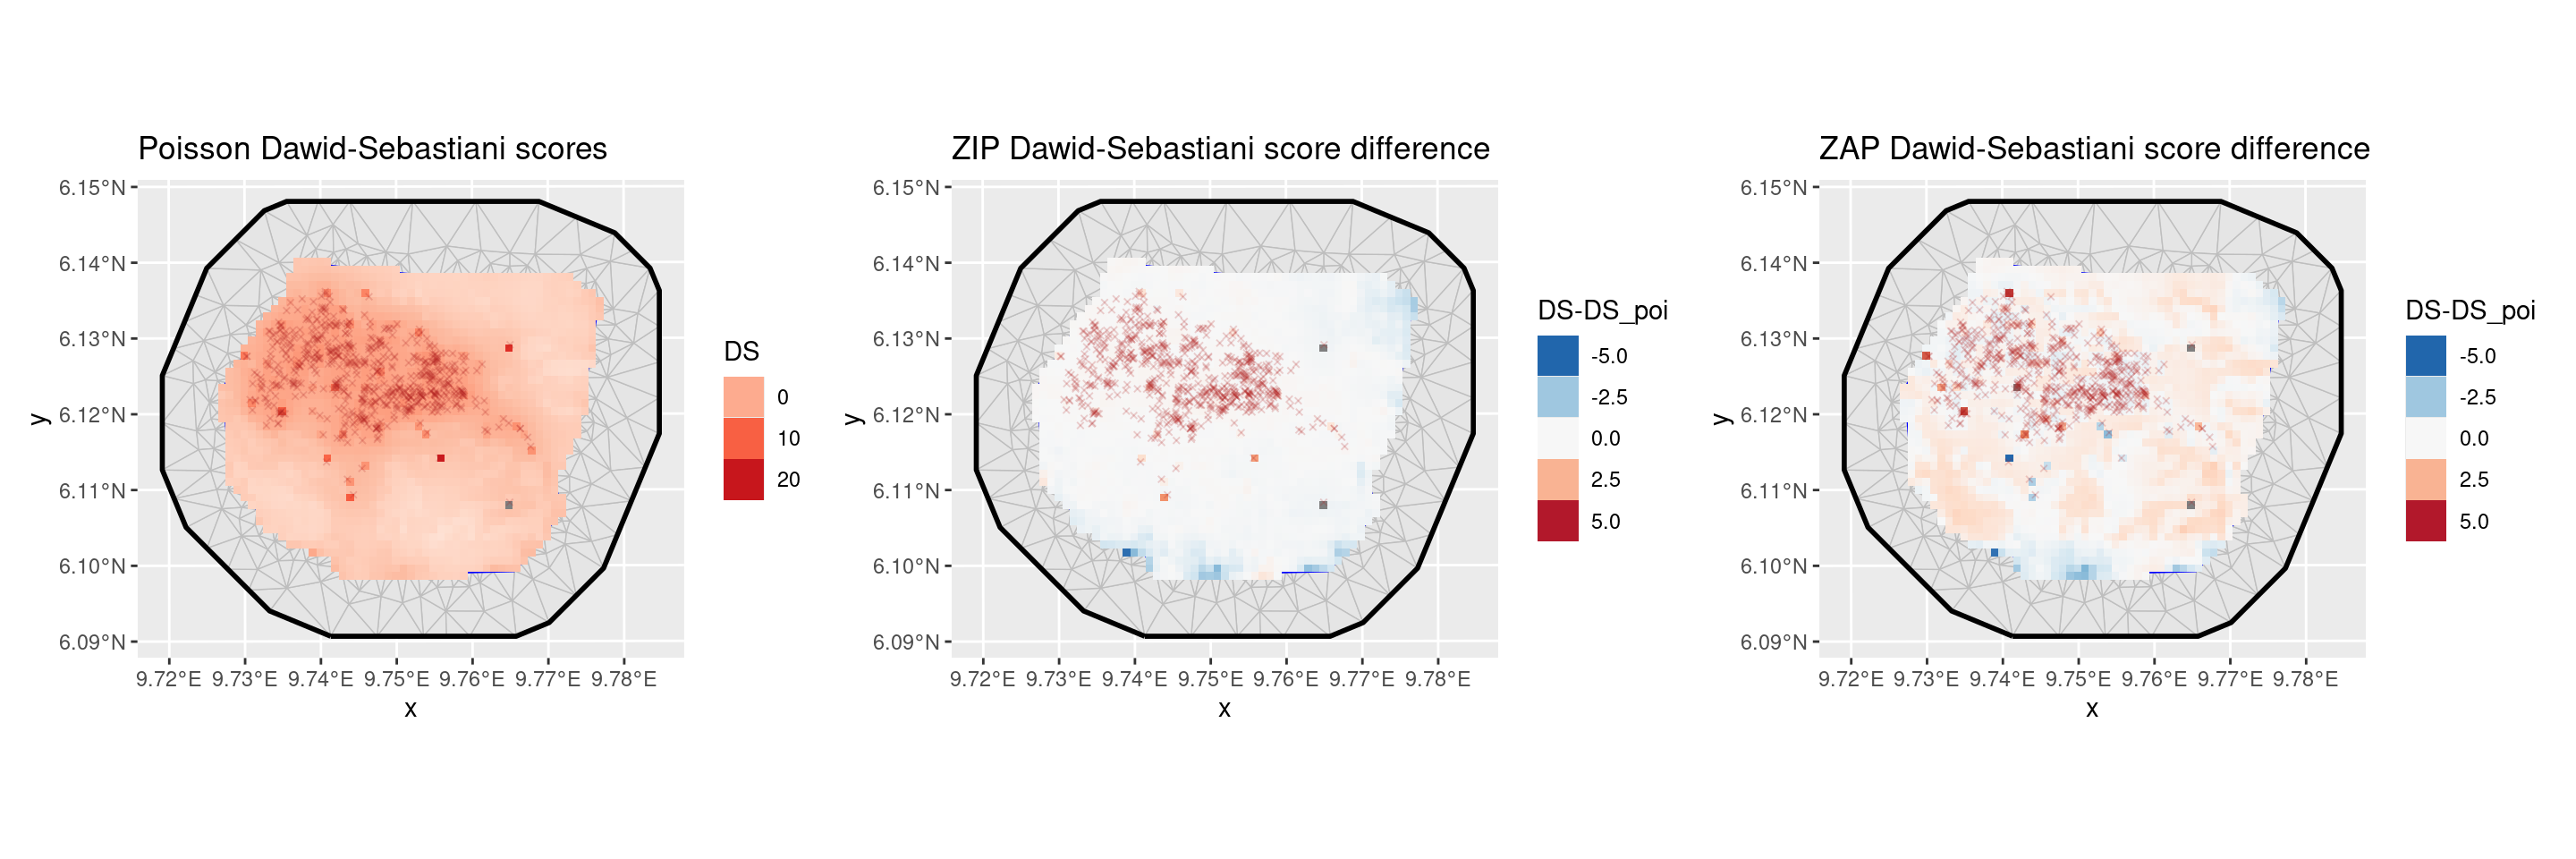 Poisson Dawid-Sebastiani scores
6.15°N
6.14°N
6.13°N
6.12°N
6.11°N
6.10°N
6.09°N
y
9.72°E 9.73°E 9.74°E 9.75°E 9.76°E 9.77°E 9.78°E
x
DS
0
10
20
ZIP Dawid-Sebastiani score difference
6.15°N
6.14°N
6.13°N
6.12°N
6.11°N
6.10°N
6.09°N
y
9.72°E 9.73°E 9.74°E 9.75°E 9.76°E 9.77°E 9.78°E
x
DS-DS_poi
-5.0
-2.5
0.0
2.5
5.0
ZAP Dawid-Sebastiani score difference
6.15°N
6.14°N
6.13°N
6.12°N
6.11°N
6.10°N
6.09°N
y
9.72°E 9.73°E 9.74°E 9.75°E 9.76°E 9.77°E 9.78°E
x
DS-DS_poi
-5.0
-2.5
0.0
2.5
5.0